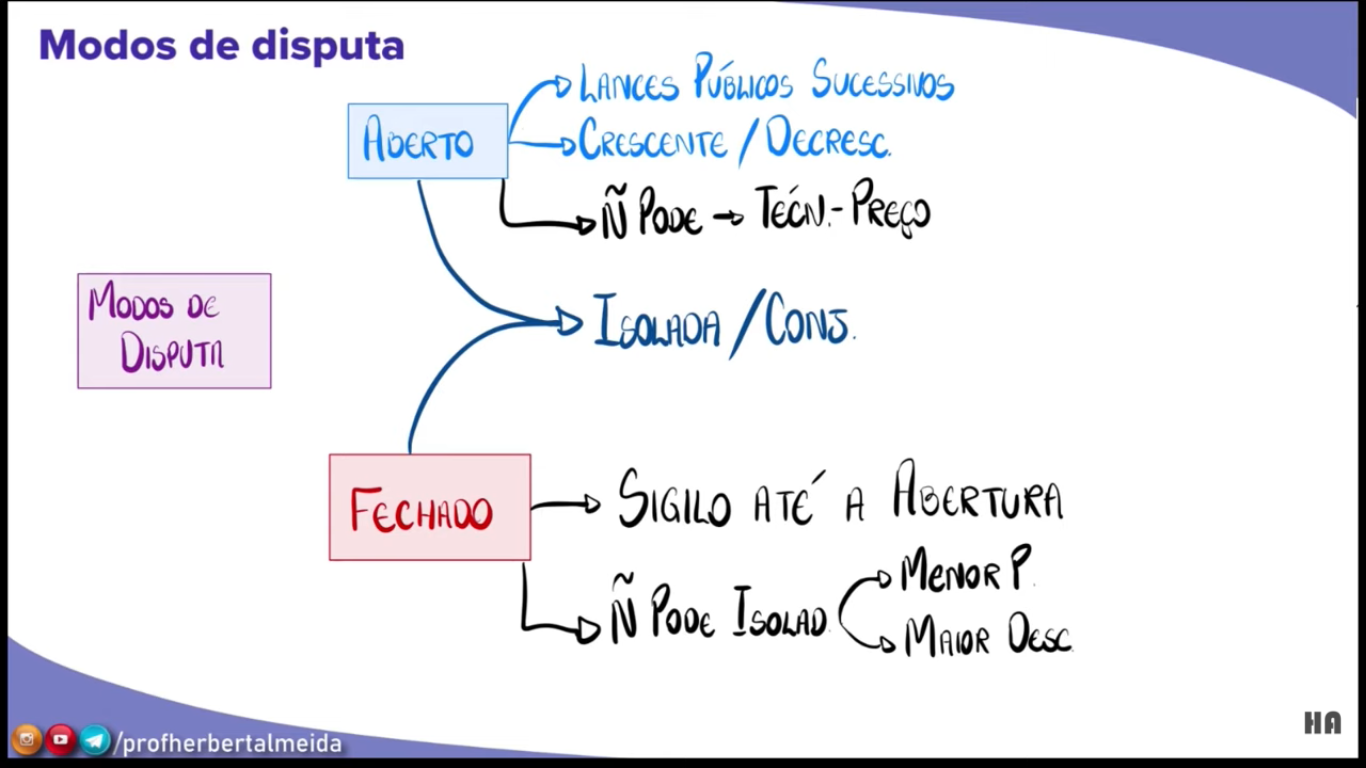 Modos de disputa
LANCES PÚBLICOS SUCESSIVOS
ABERTO
CRESCENTE / DECRESC.
Ñ PODE → TÉCN.-PREÇO
MODOS DE
DISPUTA
ISOLADA / CONJ.
FECHADO
SIGILO ATÉ A ABERTURA
Ñ PODE ISOLAD.
MENOR P.
MAIOR DESC.
/profherbertalmeida
HA